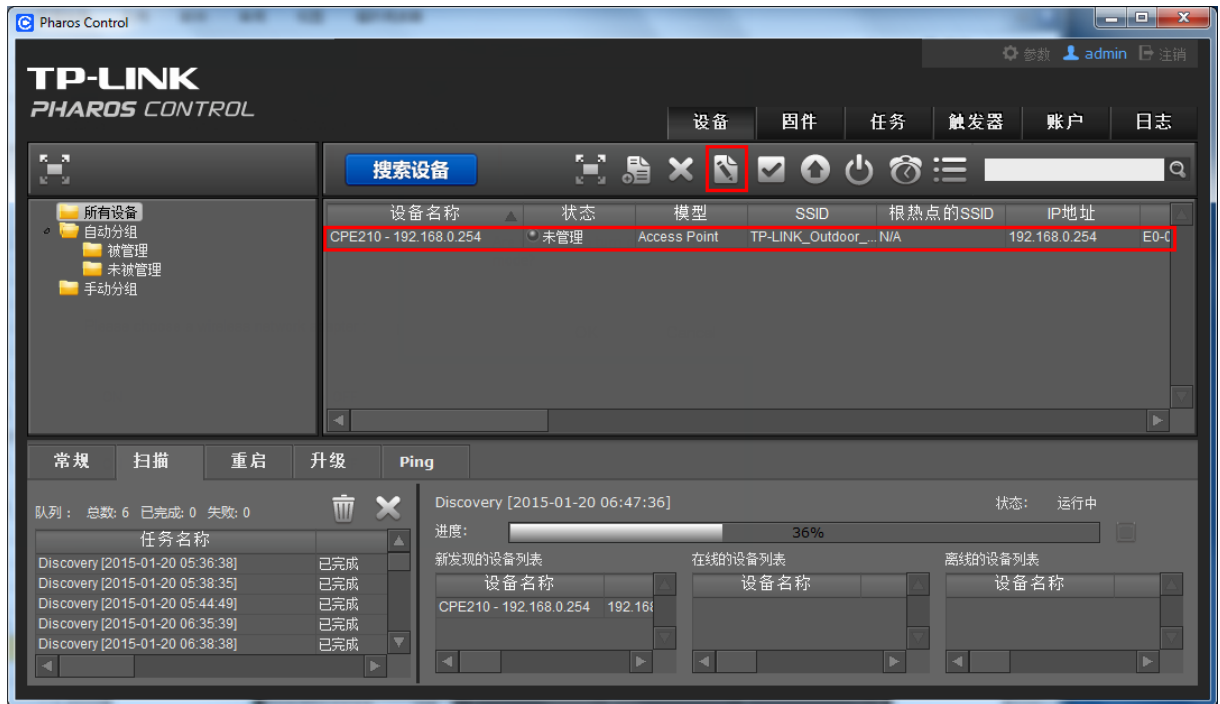 Pharos Control
参数 admin 注销
TP-LINK
PHAROS CONTROL
设备 固件 任务 触发器 账户 日志
搜索设备
所有设备
自动分组
被管理
未被管理
手动分组
设备名称 状态 模型 SSID 根热点的SSID IP地址
CPE210 - 192.168.0.254 未管理 Access Point TP-LINK_Outdoor_... N/A 192.168.0.254 E0-C
常规 扫描 重启 升级 Ping
队列： 总数: 6 已完成: 0 失败: 0
任务名称
Discovery [2015-01-20 05:36:38] 已完成
Discovery [2015-01-20 05:38:35] 已完成
Discovery [2015-01-20 05:44:49] 已完成
Discovery [2015-01-20 06:35:39] 已完成
Discovery [2015-01-20 06:38:38] 已完成
Discovery [2015-01-20 06:47:36] 状态: 运行中
进度: 36%
新发现的设备列表 在线的设备列表 离线的设备列表
设备名称 设备名称 设备名称
CPE210 - 192.168.0.254 192.168